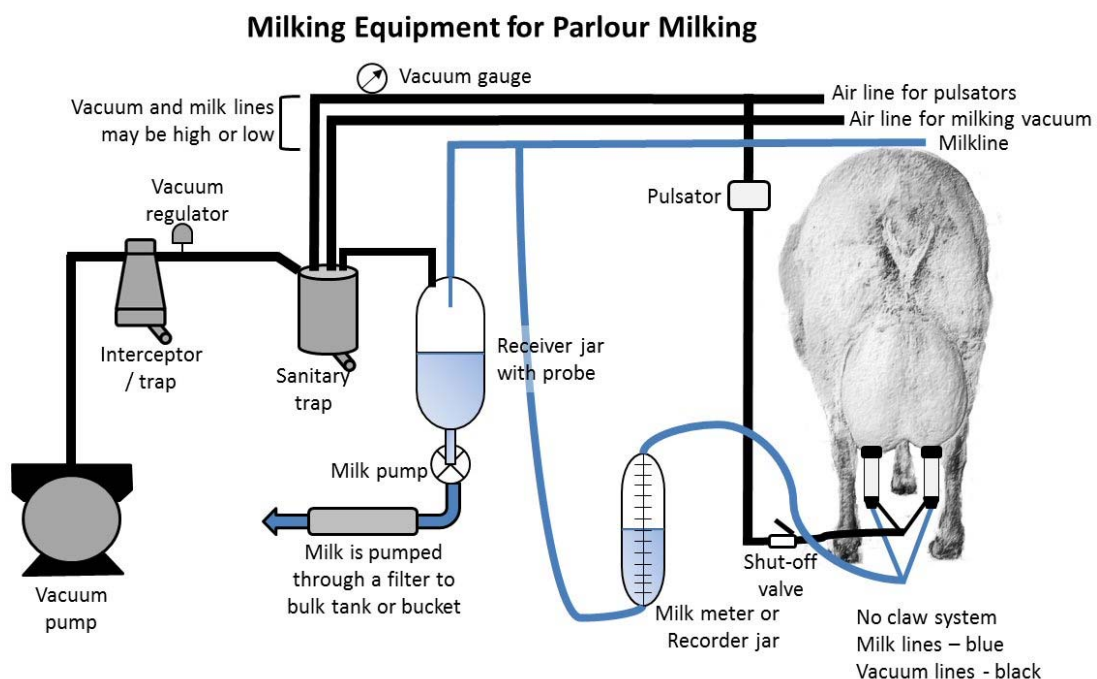 Milking Equipment for Parlour Milking
Vacuum gauge
Vacuum and milk lines
may be high or low
Air line for pulsators
Air line for milking vacuum
Milkline
Vacuum
regulator
Pulsator
Interceptor
/ trap
Sanitary
trap
Receiver jar
with probe
Milk pump
Milk is pumped
through a filter to
bulk tank or bucket
Vacuum
pump
Shut-off
valve
Milk meter or
Recorder jar
No claw system
Milk lines – blue
Vacuum lines - black